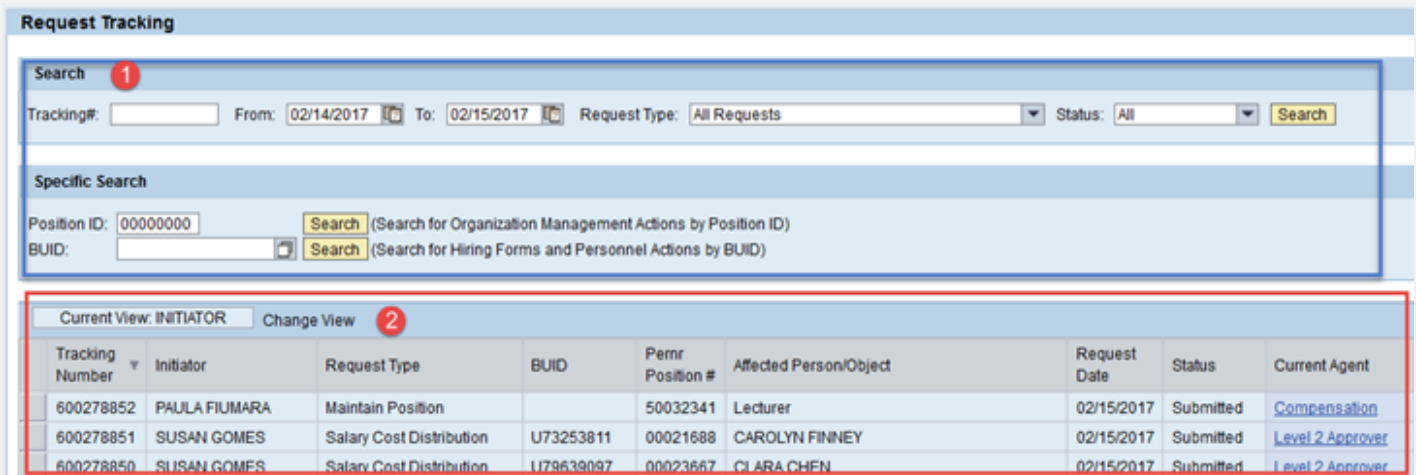 Request Tracking
Search 1
Tracking#: From: 02/14/2017 To: 02/15/2017 Request Type: All Requests Status: All Search
Specific Search
Position ID: 00000000 Search (Search for Organization Management Actions by Position ID)
BUID: Search (Search for Hiring Forms and Personnel Actions by BUID)
Current View: INITIATOR Change View 2
Tracking Number Initiator Request Type BUID Pernr Position # Affected Person/Object Request Date Status Current Agent
600278852 PAULA FIUMARA Maintain Position 50032341 Lecturer 02/15/2017 Submitted Compensation
600278851 SUSAN GOMES Salary Cost Distribution U73253811 00021688 CAROLYN FINNEY 02/15/2017 Submitted Level 2 Approver
600278850 SUSAN GOMES Salary Cost Distribution U79639097 00023667 CLARA CHEN 02/15/2017 Submitted Level 2 Approver